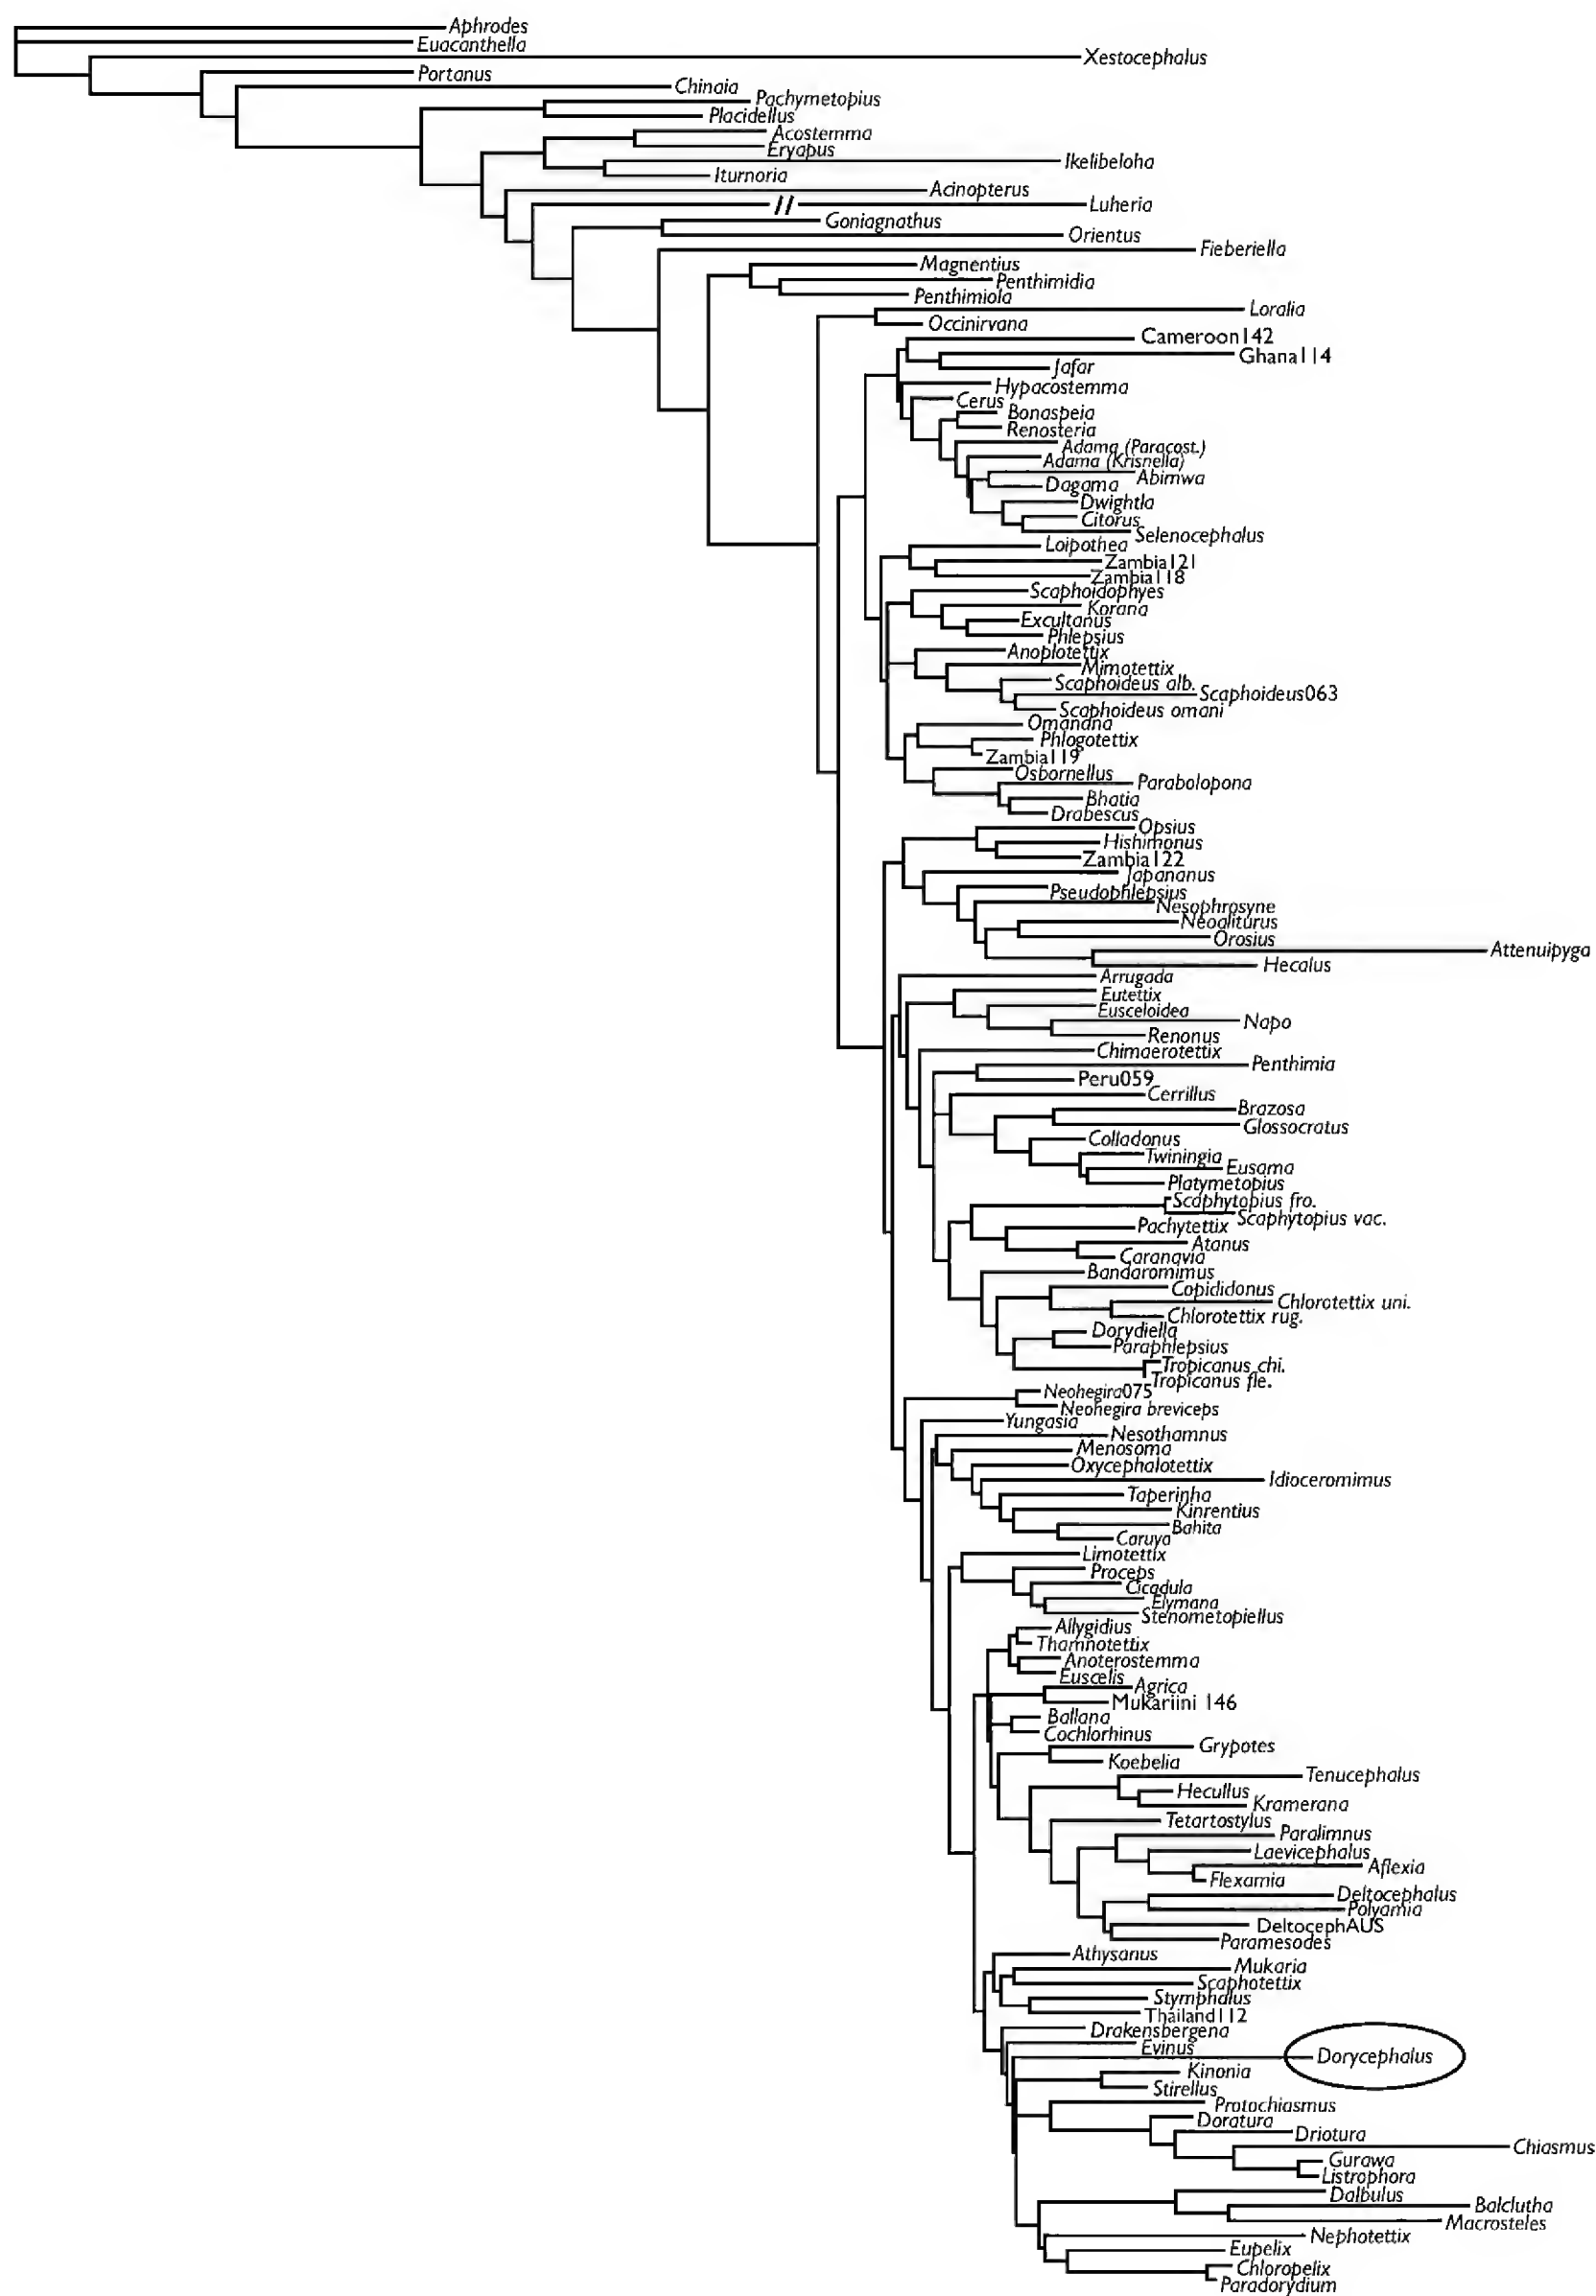 Aphrodes
Euacanthella
Xestocephalus
Portanus
Chinaia
Pachymetopius
Placidellus
Acostemma
Eryapus
Ikelibeloha
Iturnoria
Acinopterus
Luheria
Goniagnathus
Orientus
Fieberiella
Magnentius
Penthimidia
Penthimiola
Loralia
Occinirvana
Cameroon142
Ghana114
Jafar
Hypacostemma
Cerus
Bonaspeia
Renosteria
Adama (Paracost.)
Adama (Krisnella)
Abimwa
Dagama
Dwightla
Citorus
Selenocephalus
Loipothea
Zambia121
Zambia118
Scaphoidophyes
Korana
Excultanus
Phlepsius
Anoplotettix
Mimotettix
Scaphoideus alb.
Scaphoideus063
Scaphoideus omani
Omanana
Phlogotettix
Zambia119
Osbornellus
Parabolopona
Bhatia
Drabescus
Opsius
Hishimonus
Zambia122
Japananus
Pseudophlepsius
Nesophrosyne
Neoaliturus
Orosius
Attenuipyga
Hecalus
Arrugada
Eutettix
Eusceloidea
Napo
Renonus
Chimaerotettix
Penthimia
Peru059
Cerrillus
Brazosa
Glossocratus
Colladonus
Twiningia
Eusama
Platymetopius
Scaphytopius fro.
Scaphytopius vac.
Pachytettix
Atanus
Caranavia
Bandaromimus
Copididonus
Chlorotettix uni.
Chlorotettix rug.
Dorydiella
Paraphlepsius
Tropicanus chi.
Tropicanus fle.
Neohegira075
Neohegira breviceps
Yungasia
Nesothamnus
Menosoma
Oxycephalotettix
Idioceromimus
Taperinha
Kinrentius
Bahita
Caruya
Limotettix
Proceps
Cicadula
Elymana
Stenometopiellus
Allygidius
Thamnotettix
Anoterostemma
Euscelis
Agrica
Mukariini 146
Ballana
Cochlorhinus
Grypotes
Koebelia
Tenucephalus
Hecullus
Kramerana
Tetartostylus
Paralimnus
Laevicephalus
Aflexia
Flexamia
Deltocephalus
Polyamia
DeltocephAUS
Paramesodes
Athysanus
Mukaria
Scaphotettix
Stymphalus
Thailand112
Drakensbergena
Evinus
Dorycephalus
Kinonia
Stirellus
Protochiasmus
Doratura
Driotura
Chiasmus
Gurawa
Listrophora
Dalbulus
Balclutha
Macrosteles
Nephotettix
Eupelix
Chloropelix
Paradorydium